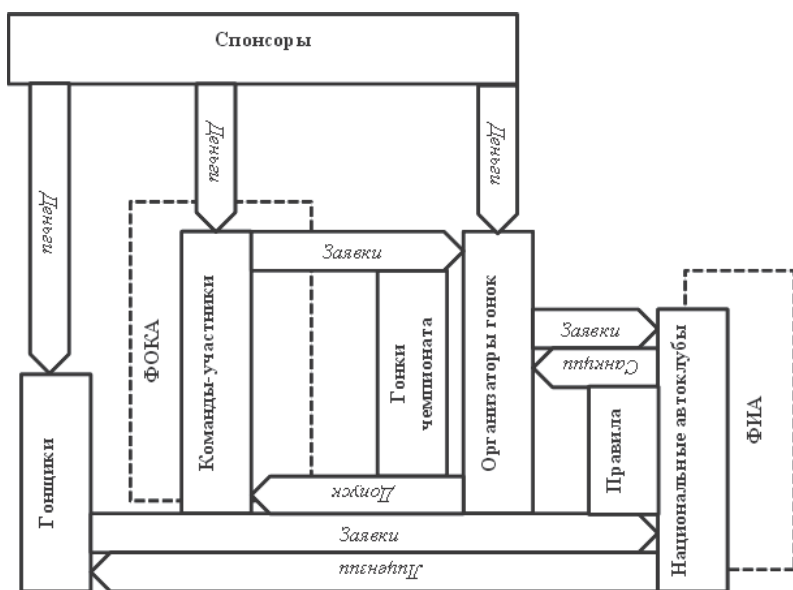 Спонсоры
Деньги
Деньги
Деньги
Заявки
ФОКА
Команды-участники
Гонки
чемпионата
Организаторы гонок
Заявки
Санкции
Национальные автоклубы
ФИА
Правила
Гонщики
Допуск
Заявки
Лицензии